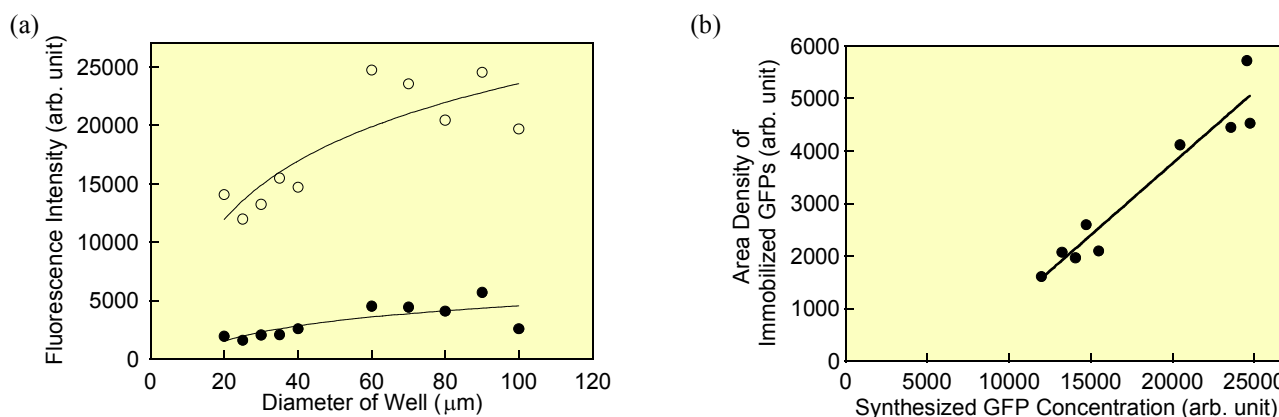 (a)
Fluorescence Intensity (arb. unit)
25000
20000
15000
10000
5000
0
0 20 40 60 80 100 120
Diameter of Well (μm)
(b)
Area Density of
Immobilized GFPs (arb. unit)
6000
5000
4000
3000
2000
1000
0
0 5000 10000 15000 20000 25000
Synthesized GFP Concentration (arb. unit)